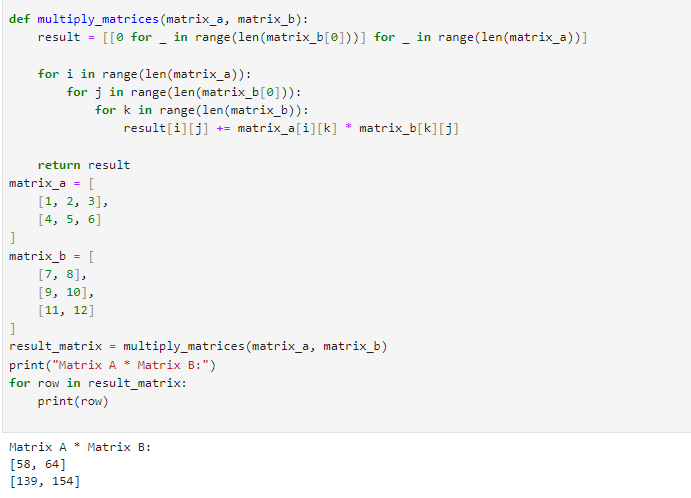 def multiply_matrices(matrix_a, matrix_b):
    result = [[0 for _ in range(len(matrix_b[0]))] for _ in range(len(matrix_a))]
    for i in range(len(matrix_a)):
        for j in range(len(matrix_b[0])):
            for k in range(len(matrix_b)):
                result[i][j] += matrix_a[i][k] * matrix_b[k][j]
    return result
matrix_a = [
    [1, 2, 3],
    [4, 5, 6]
]
matrix_b = [
    [7, 8],
    [9, 10],
    [11, 12]
]
result_matrix = multiply_matrices(matrix_a, matrix_b)
print("Matrix A * Matrix B:")
for row in result_matrix:
    print(row)
Matrix A * Matrix B:
[58, 64]
[139, 154]